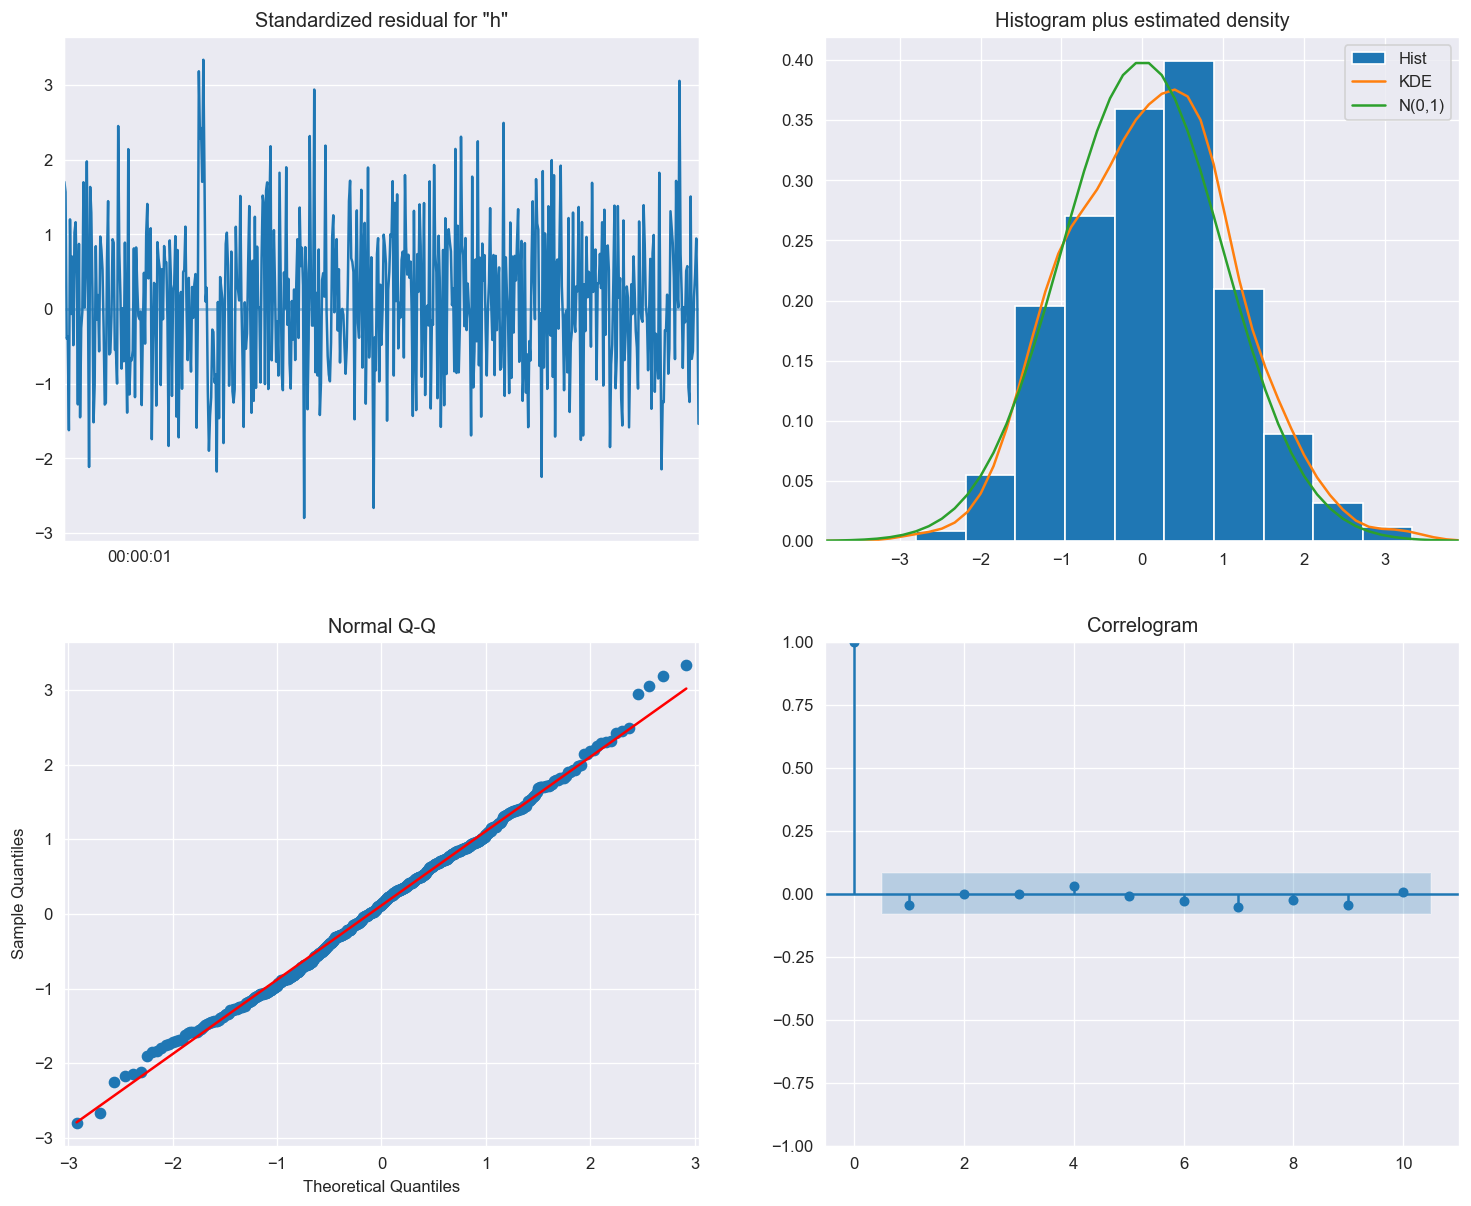 Standardized residual for "h"
3
2
1
0
−1
−2
−3
00:00:01
Histogram plus estimated density
Hist
KDE
N(0,1)
0.40
0.35
0.30
0.25
0.20
0.15
0.10
0.05
0.00
−3 −2 −1 0 1 2 3
Normal Q-Q
Sample Quantiles
3
2
1
0
−1
−2
−3
−3 −2 −1 0 1 2 3
Theoretical Quantiles
Correlogram
1.00
0.75
0.50
0.25
0.00
−0.25
−0.50
−0.75
−1.00
0 2 4 6 8 10